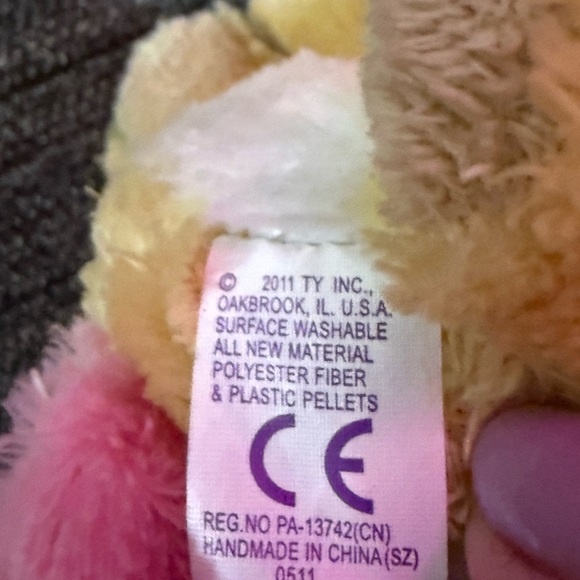 © 2011 TY INC.,
OAKBROOK, IL. U.S.A.
SURFACE WASHABLE
ALL NEW MATERIAL
POLYESTER FIBER
& PLASTIC PELLETS
CE
REG.NO PA-13742(CN)
HANDMADE IN CHINA(SZ)
0511